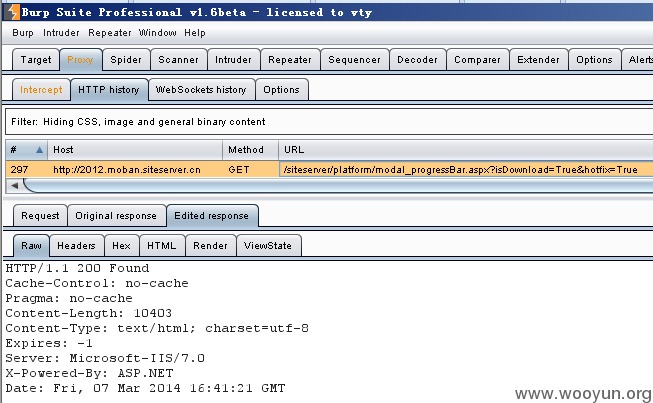 Burp Suite Professional v1.6beta - licensed to vty
Burp Intruder Repeater Window Help
Target Proxy Spider Scanner Intruder Repeater Sequencer Decoder Comparer Extender Options Alerts
Intercept HTTP history WebSockets history Options
Filter: Hiding CSS, image and general binary content
# Host Method URL
297 http://2012.moban.siteserver.cn GET /siteserver/platform/modal_progressBar.aspx?isDownload=True&hotfix=True
Request Original response Edited response
Raw Headers Hex HTML Render ViewState
HTTP/1.1 200 Found
Cache-Control: no-cache
Pragma: no-cache
Content-Length: 10403
Content-Type: text/html; charset=utf-8
Expires: -1
Server: Microsoft-IIS/7.0
X-Powered-By: ASP.NET
Date: Fri, 07 Mar 2014 16:41:21 GMT
www.wooyun.org